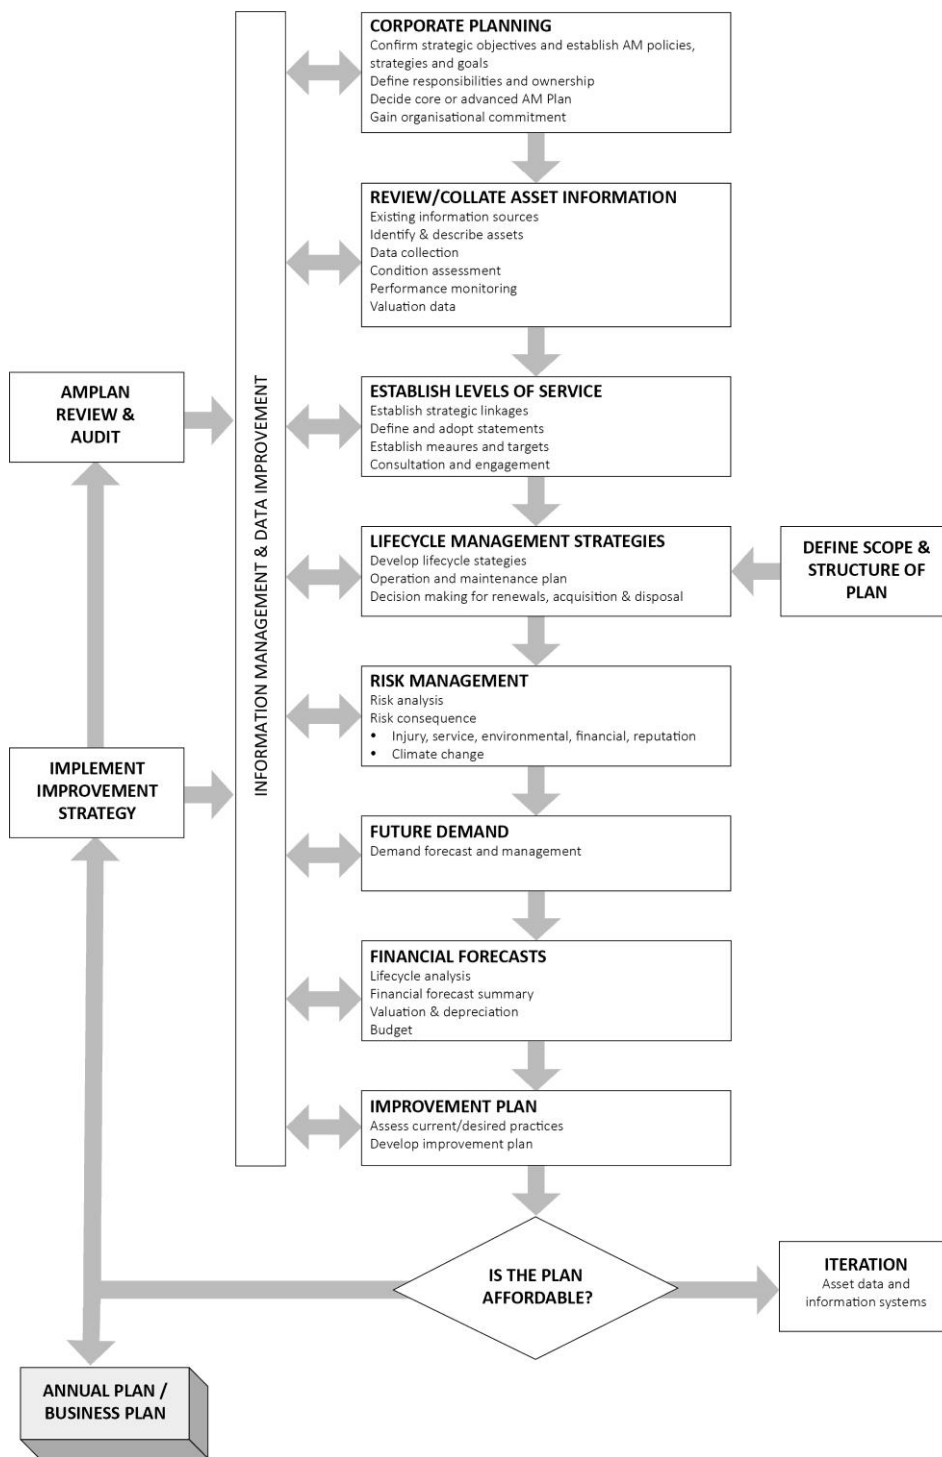 CORPORATE PLANNING
Confirm strategic objectives and establish AM policies,
strategies and goals
Define responsibilities and ownership
Decide core or advanced AM Plan
Gain organisational commitment
REVIEW/COLLATE ASSET INFORMATION
Existing information sources
Identify & describe assets
Data collection
Condition assessment
Performance monitoring
Valuation data
AMPLAN
REVIEW &
AUDIT
INFORMATION MANAGEMENT & DATA IMPROVEMENT
ESTABLISH LEVELS OF SERVICE
Establish strategic linkages
Define and adopt statements
Establish meaures and targets
Consultation and engagement
LIFECYCLE MANAGEMENT STRATEGIES
Develop lifecycle stategies
Operation and maintenance plan
Decision making for renewals, acquisition & disposal
DEFINE SCOPE &
STRUCTURE OF
PLAN
RISK MANAGEMENT
Risk analysis
Risk consequence
• Injury, service, environmental, financial, reputation
• Climate change
IMPLEMENT
IMPROVEMENT
STRATEGY
FUTURE DEMAND
Demand forecast and management
FINANCIAL FORECASTS
Lifecycle analysis
Financial forecast summary
Valuation & depreciation
Budget
IMPROVEMENT PLAN
Assess current/desired practices
Develop improvement plan
IS THE PLAN
AFFORDABLE?
ITERATION
Asset data and
information systems
ANNUAL PLAN /
BUSINESS PLAN